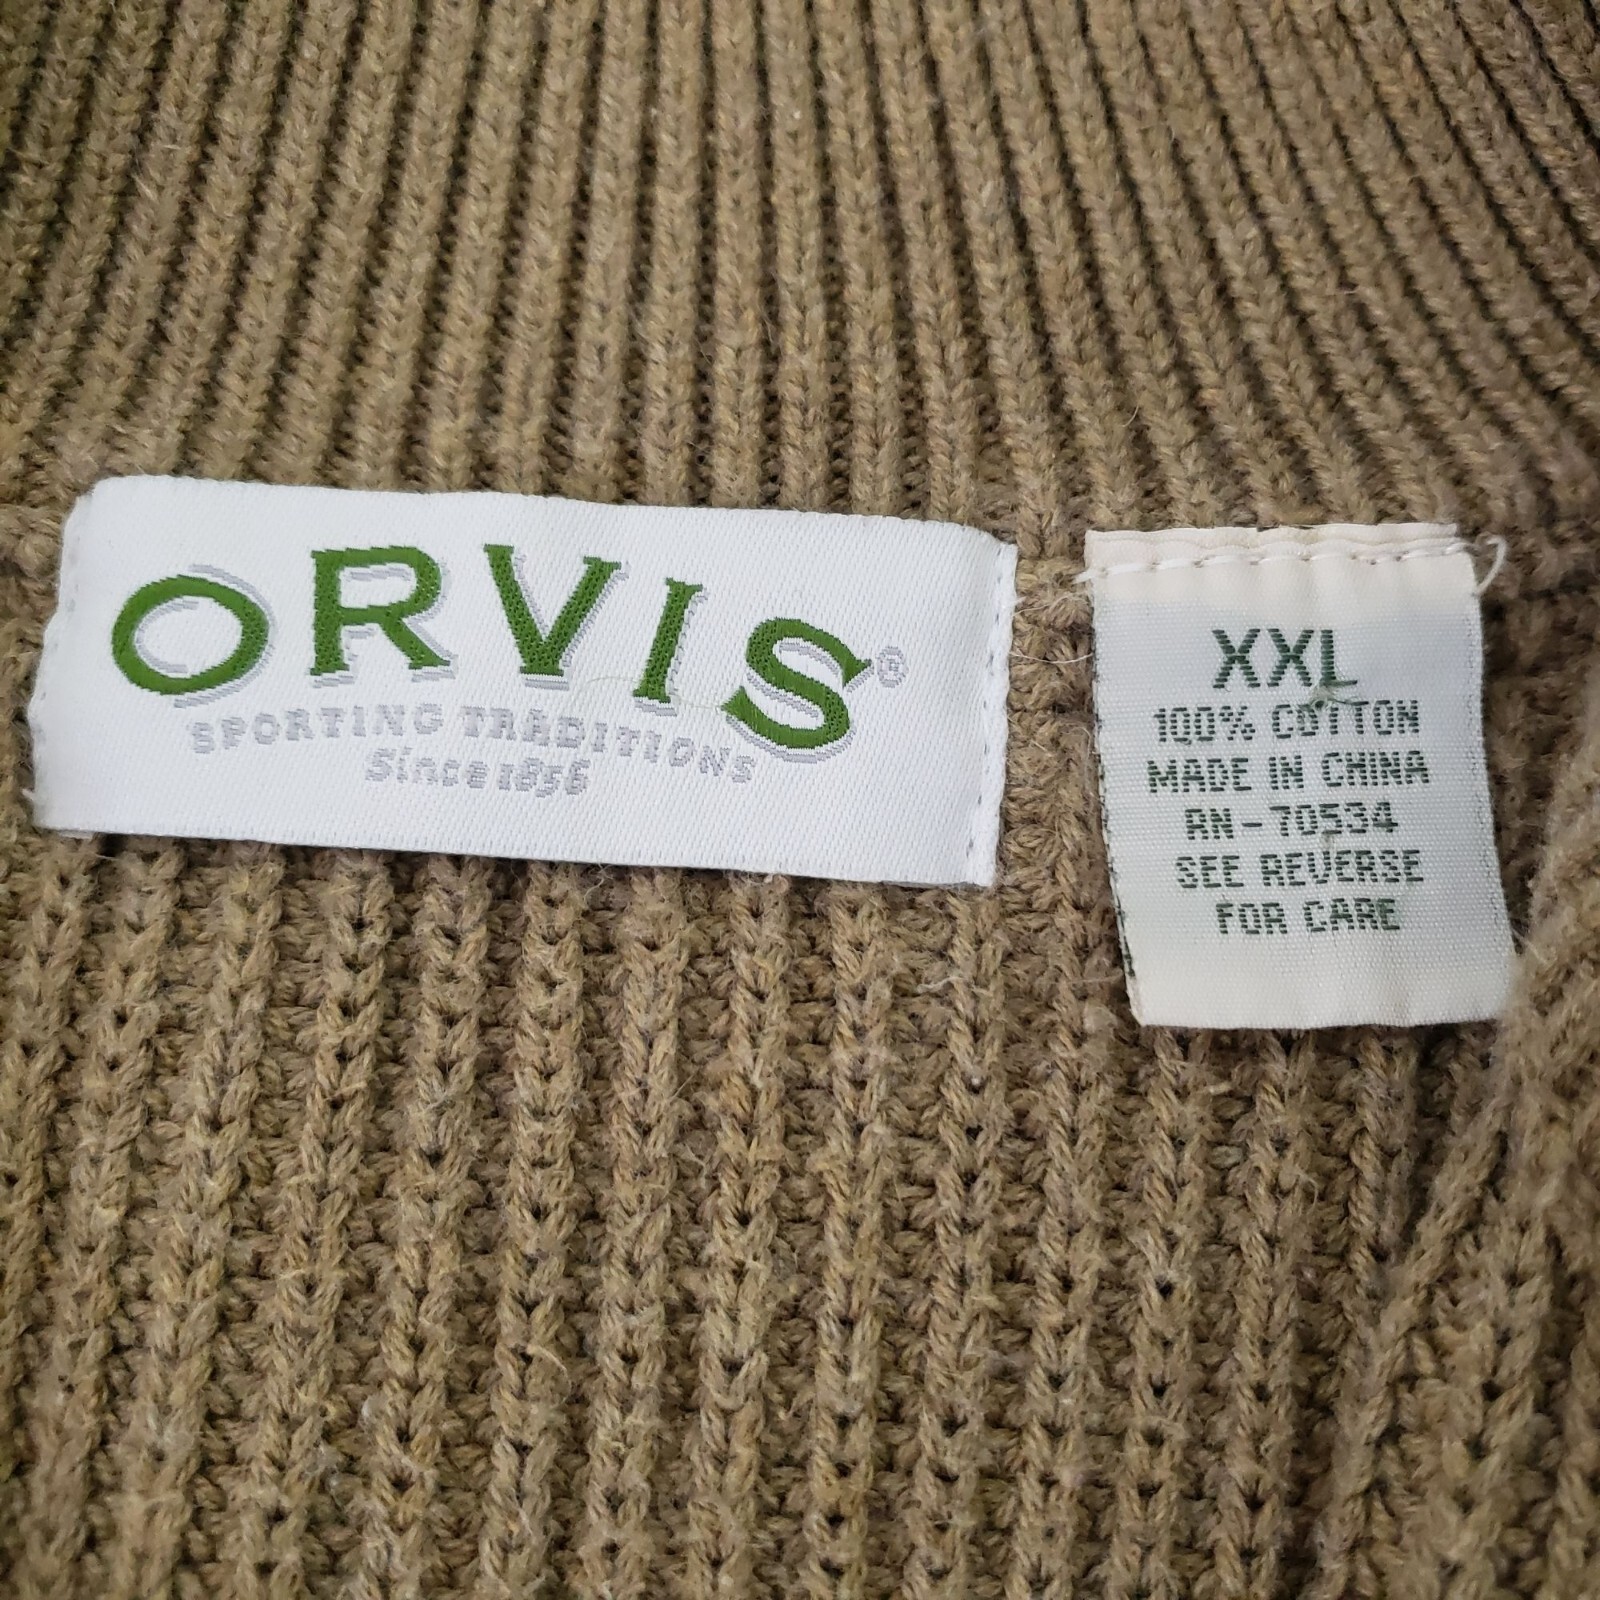 ORVIS®
SPORTING TRADITIONS
Since 1856
XXL
100% COTTON
MADE IN CHINA
RN-70534
SEE REVERSE
FOR CARE